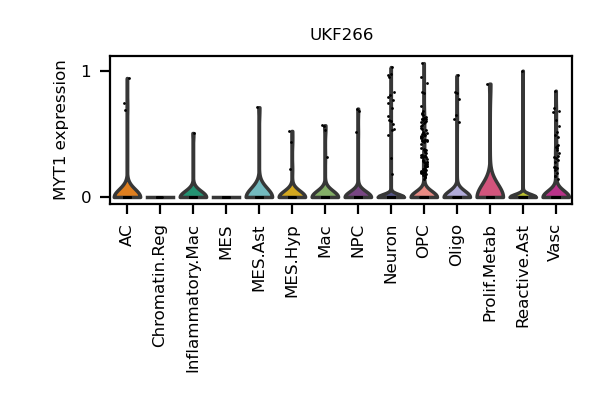 UKF266
MYT1 expression
1
0
AC
Chromatin.Reg
Inflammatory.Mac
MES
MES.Ast
MES.Hyp
Mac
NPC
Neuron
OPC
Oligo
Prolif.Metab
Reactive.Ast
Vasc